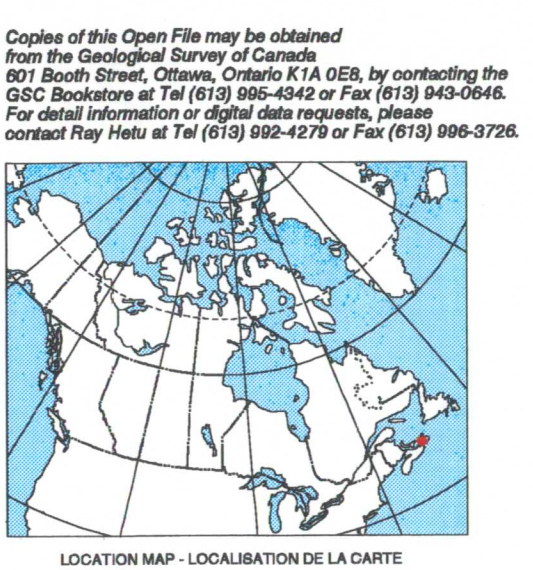 Copies of this Open File may be obtained
from the Geological Survey of Canada
601 Booth Street, Ottawa, Ontario K1A 0E8, by contacting the
GSC Bookstore at Tel (613) 995-4342 or Fax (613) 943-0646.
For detail information or digital data requests, please
contact Ray Hetu at Tel (613) 992-4279 or Fax (613) 996-3726.
LOCATION MAP - LOCALISATION DE LA CARTE